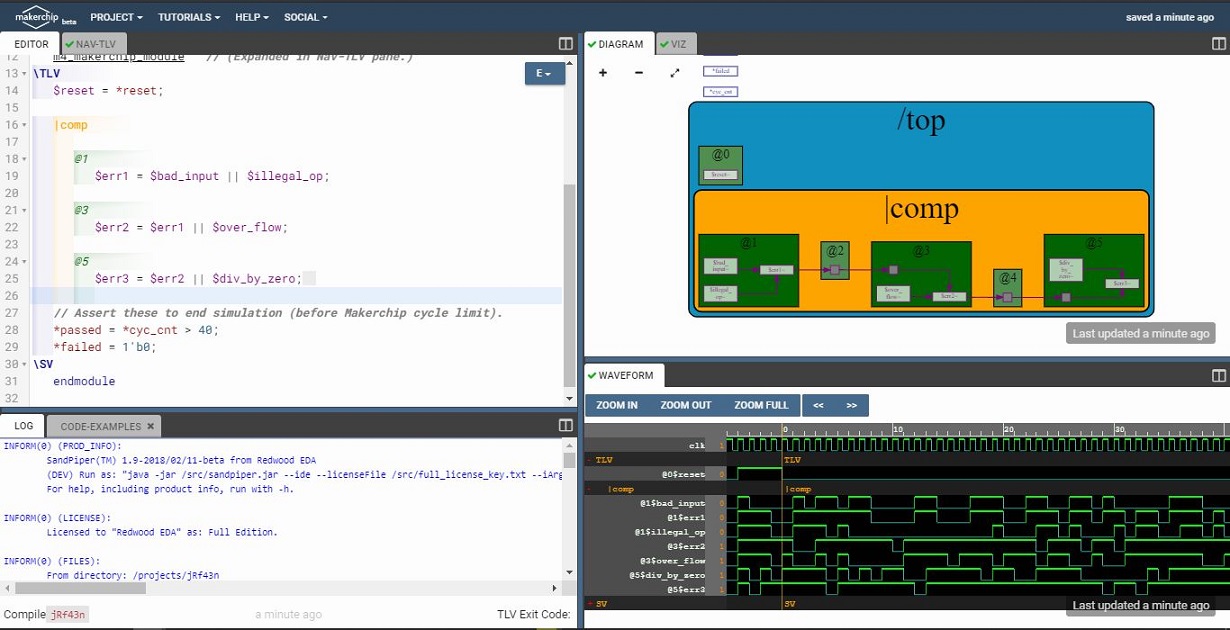 makerchip beta PROJECT TUTORIALS HELP SOCIAL saved a minute ago
EDITOR NAV-TLV
12 m4_makerchip_module // (Expanded in Nav-TLV pane.)
13 \TLV
E
14 $reset = *reset;
15
16 |comp
17
18 @1
19 $err1 = $bad_input || $illegal_op;
20
21 @3
22 $err2 = $err1 || $over_flow;
23
24 @5
25 $err3 = $err2 || $div_by_zero;
26
27 // Assert these to end simulation (before Makerchip cycle limit).
28 *passed = *cyc_cnt > 40;
29 *failed = 1'b0;
30 \SV
31 endmodule
32
LOG CODE-EXAMPLES
INFORM(0) (PROD_INFO):
SandPiper(TM) 1.9-2018/02/11-beta from Redwood EDA
(DEV) Run as: "java -jar /src/sandpiper.jar --ide --licenseFile /src/full_license_key.txt --iArg
For help, including product info, run with -h.
INFORM(0) (LICENSE):
Licensed to "Redwood EDA" as: Full Edition.
INFORM(0) (FILES):
From directory: /projects/jRf43n
Compile jRf43n a minute ago TLV Exit Code:
DIAGRAM VIZ
+ −
*failed
*cyc_cnt
/top
@0
|comp
@1 @2 @3 @4 @5
Last updated a minute ago
WAVEFORM
ZOOM IN ZOOM OUT ZOOM FULL << >>
0 10 20 30
clk 1
TLV TLV
@0$reset 0
|comp |comp
@1$bad_input 0
@1$err1 0
@1$illegal_op 0
@3$err2 1
@3$over_flow 1
@5$div_by_zero 1
@5$err3 1
SV SV
Last updated a minute ago